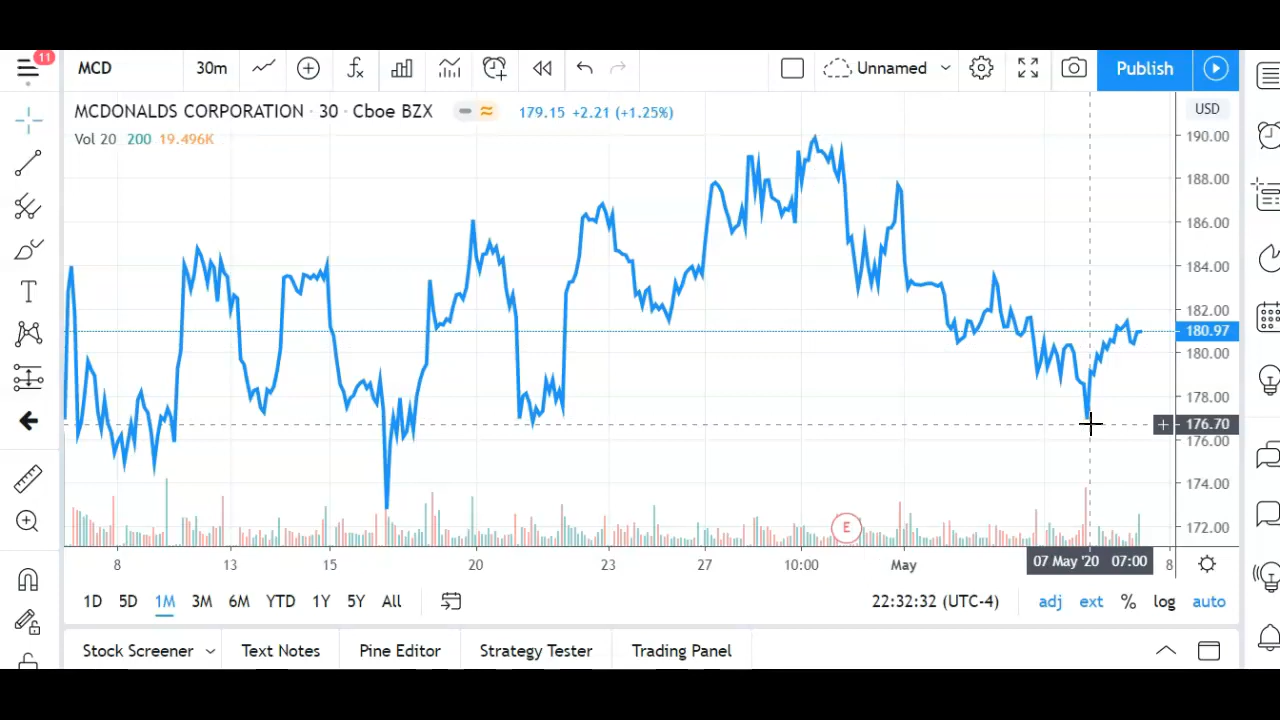 11
MCD 30m Unnamed Publish
MCDONALDS CORPORATION · 30 · Cboe BZX 179.15 +2.21 (+1.25%) USD
Vol 20 200 19.496K
190.00
188.00
186.00
184.00
182.00
180.97
180.00
178.00
176.70
176.00
174.00
172.00
E
8 13 15 20 23 27 10:00 May 07 May '20 07:00 8
1D 5D 1M 3M 6M YTD 1Y 5Y All 22:32:32 (UTC-4) adj ext % log auto
Stock Screener Text Notes Pine Editor Strategy Tester Trading Panel